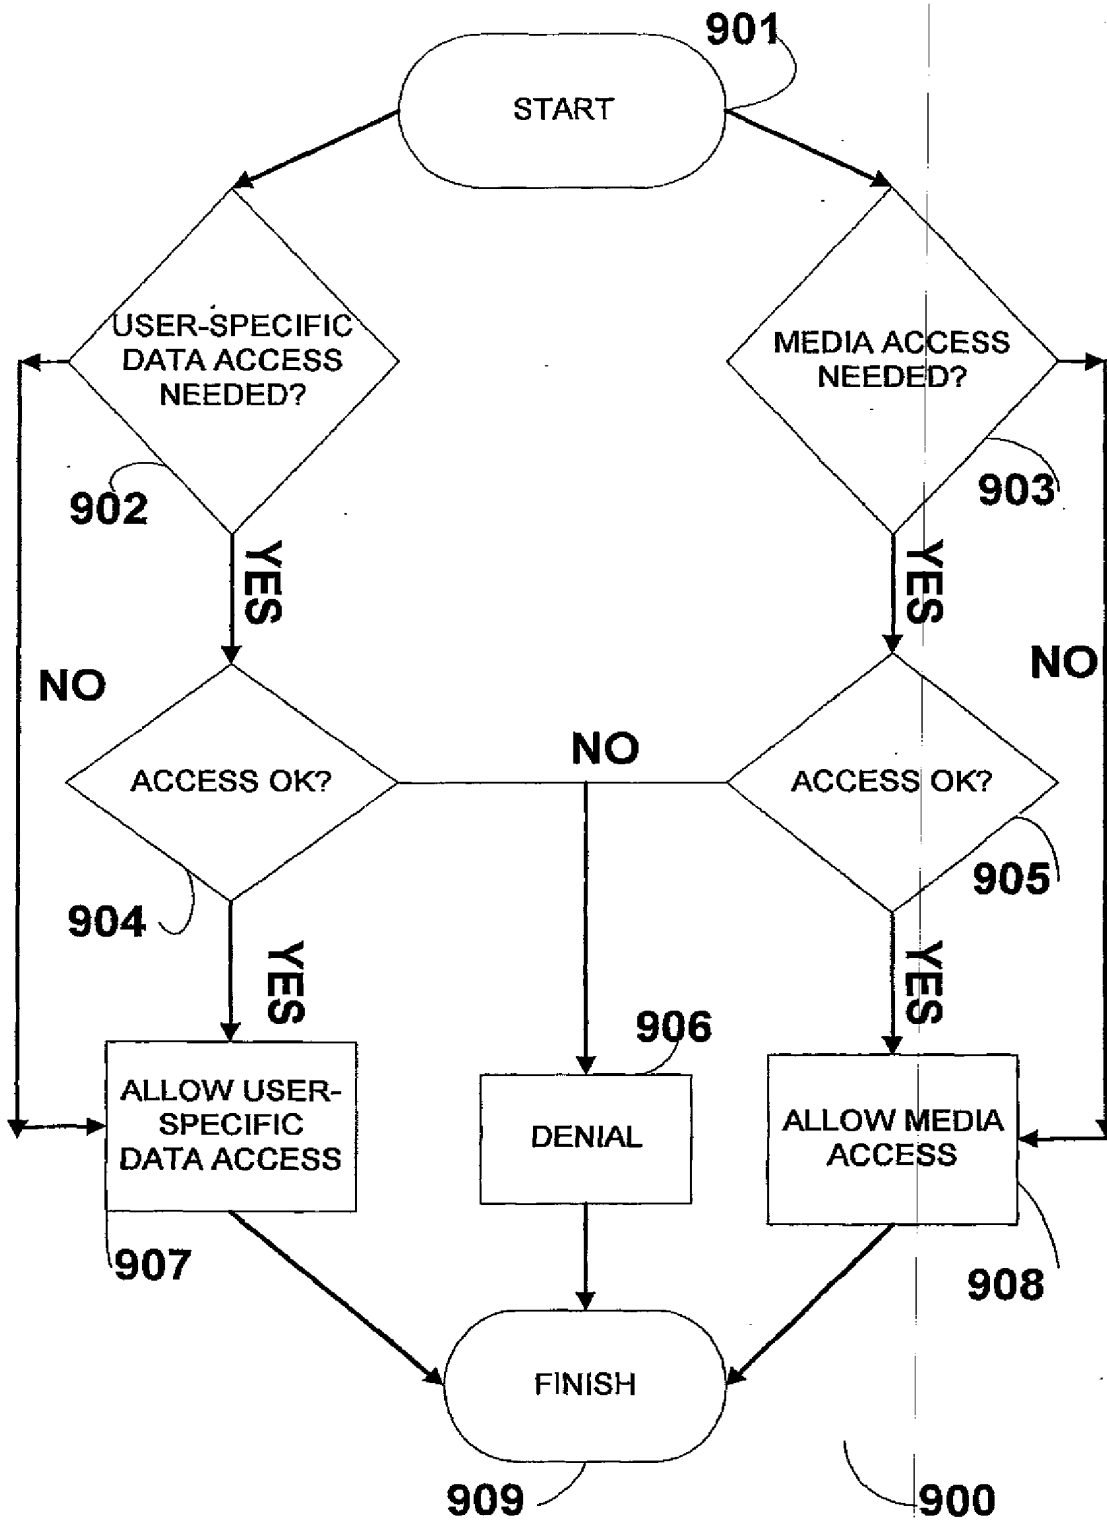 901
START
USER-SPECIFIC
DATA ACCESS
NEEDED?
MEDIA ACCESS
NEEDED?
902
903
YES
YES
NO
NO
NO
ACCESS OK?
ACCESS OK?
904
905
YES
YES
906
ALLOW USER-
SPECIFIC
DATA ACCESS
DENIAL
ALLOW MEDIA
ACCESS
907
908
FINISH
909
900